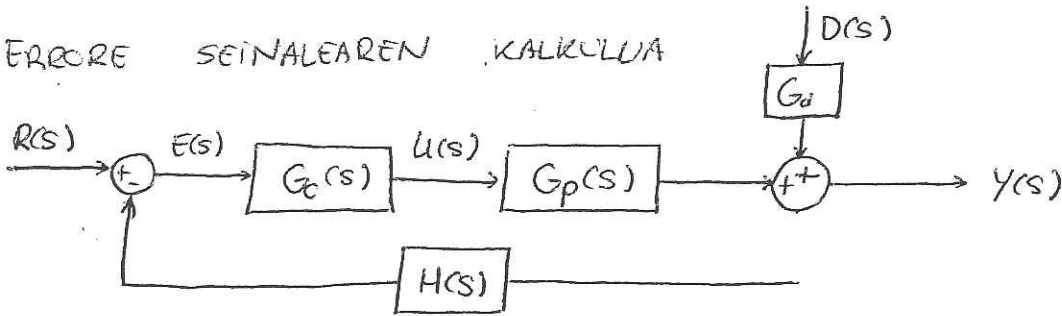 ERRORE SEINALEAREN KALKULUA
D(s)
Gd
R(s)
+
-
E(s)
Gc(s)
U(s)
Gp(s)
+ +
Y(s)
H(s)